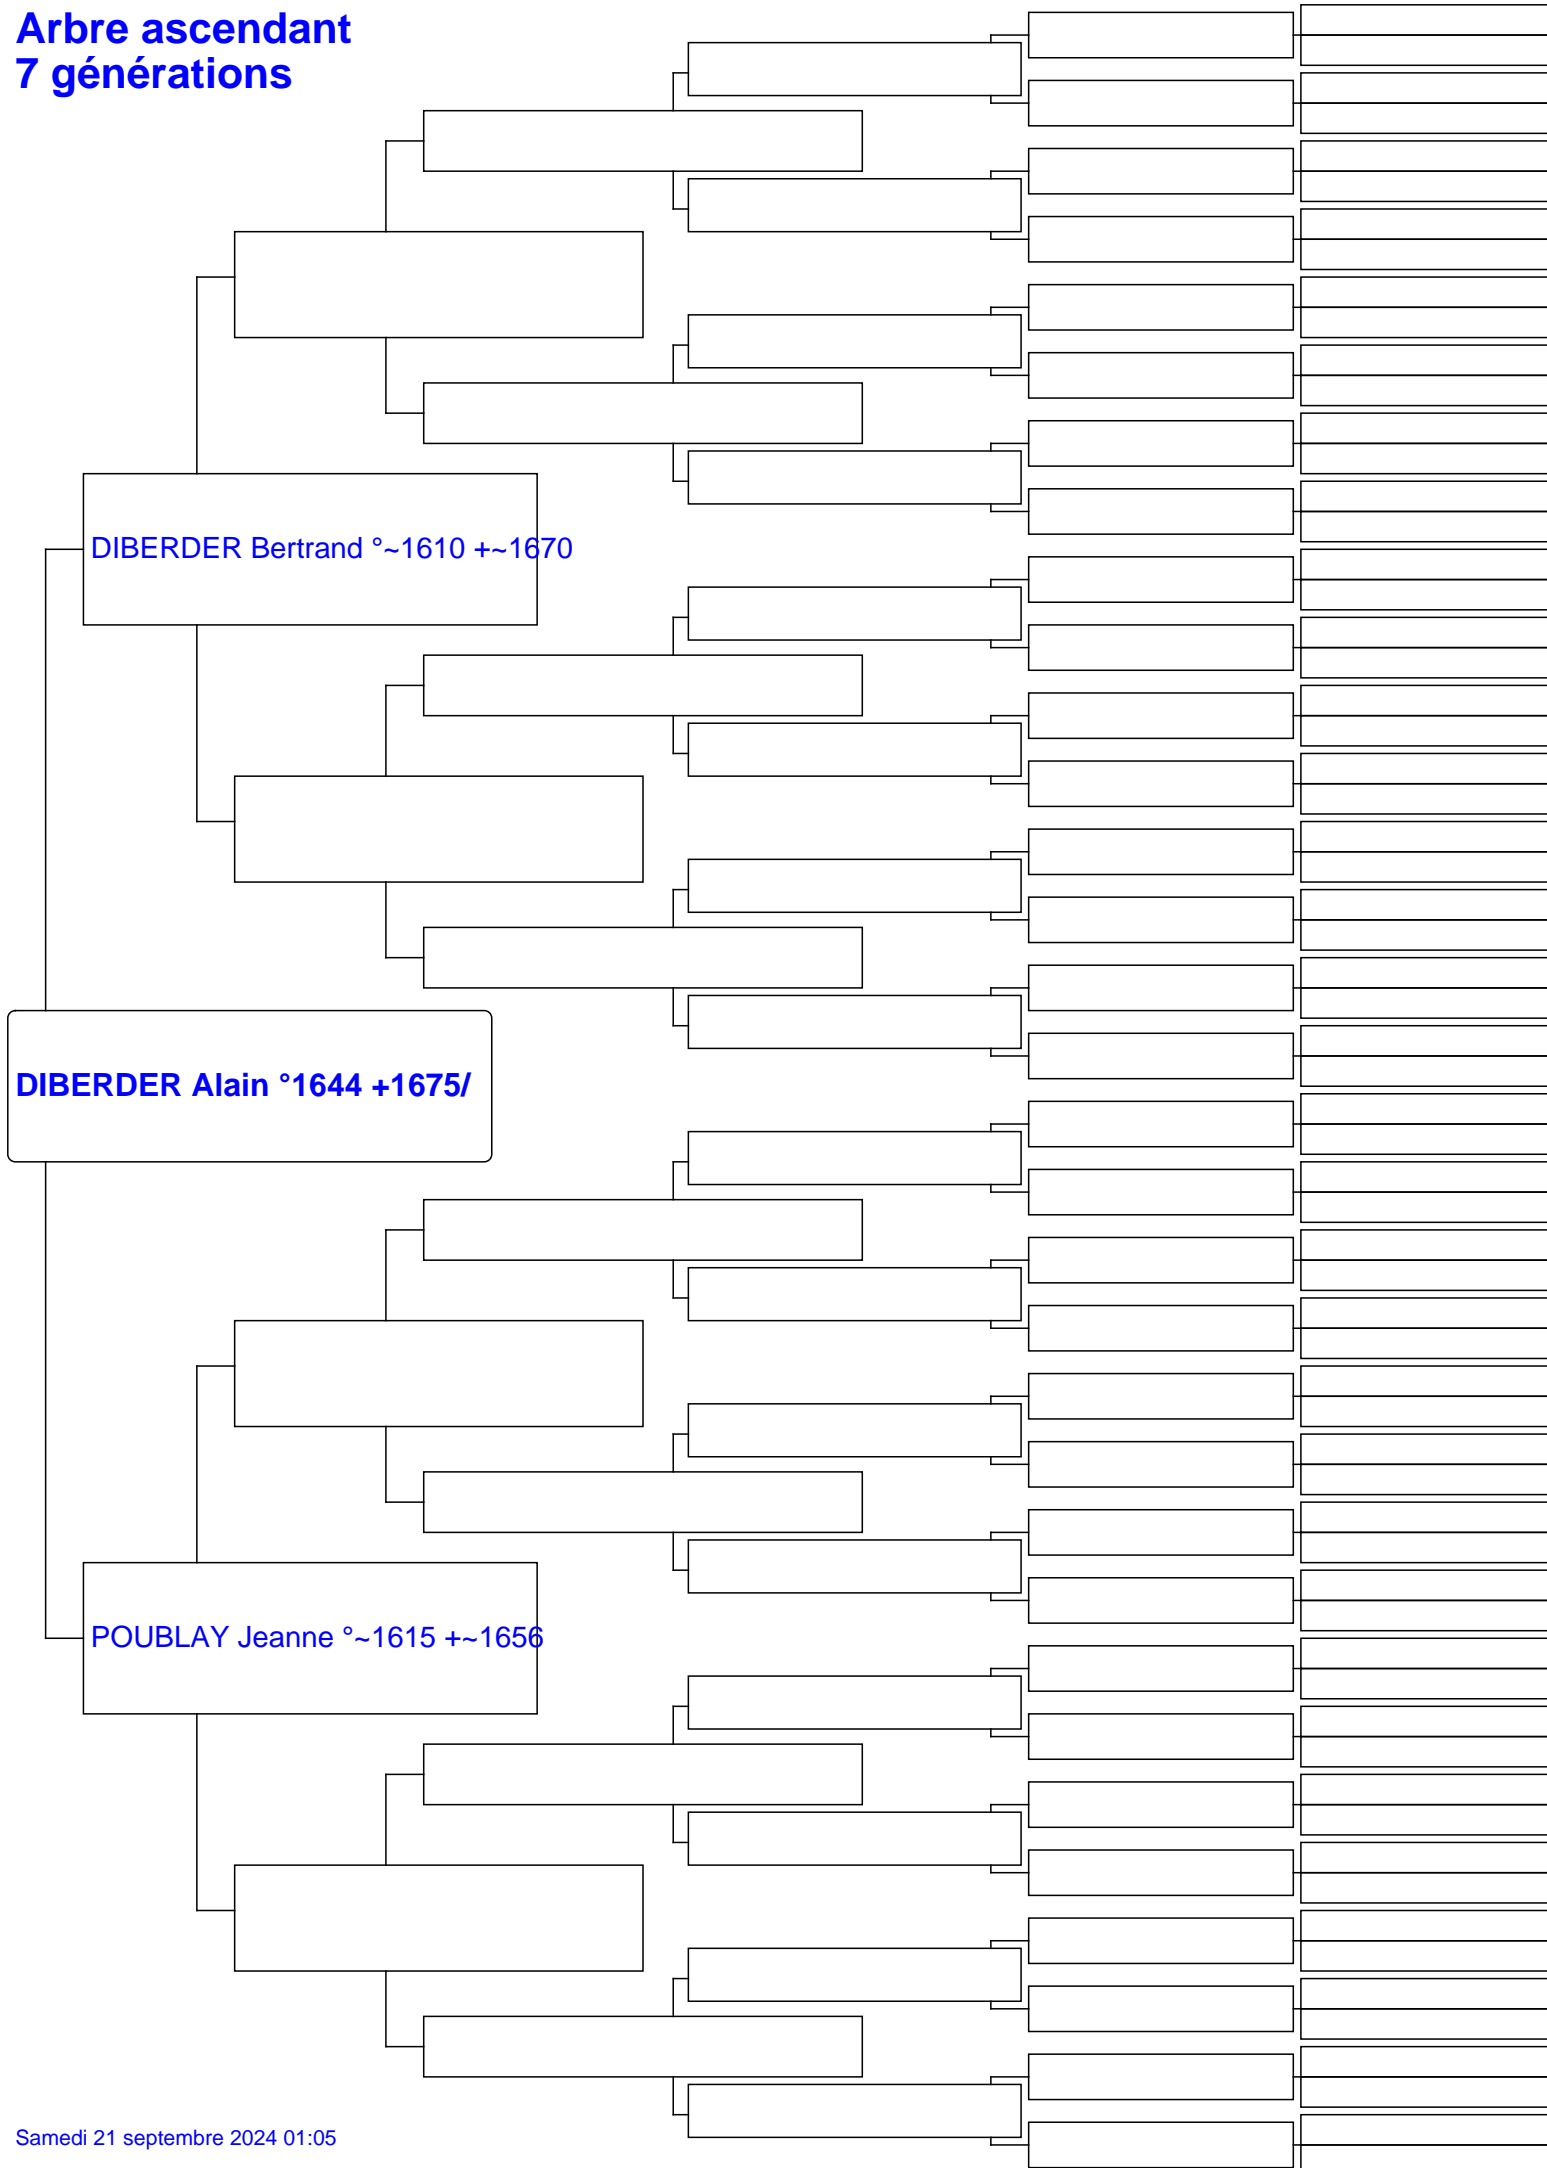 Arbre ascendant
7 générations
DIBERDER Bertrand °~1610 +~1670
DIBERDER Alain °1644 +1675/
POUBLAY Jeanne °~1615 +~1656
Samedi 21 septembre 2024 01:05